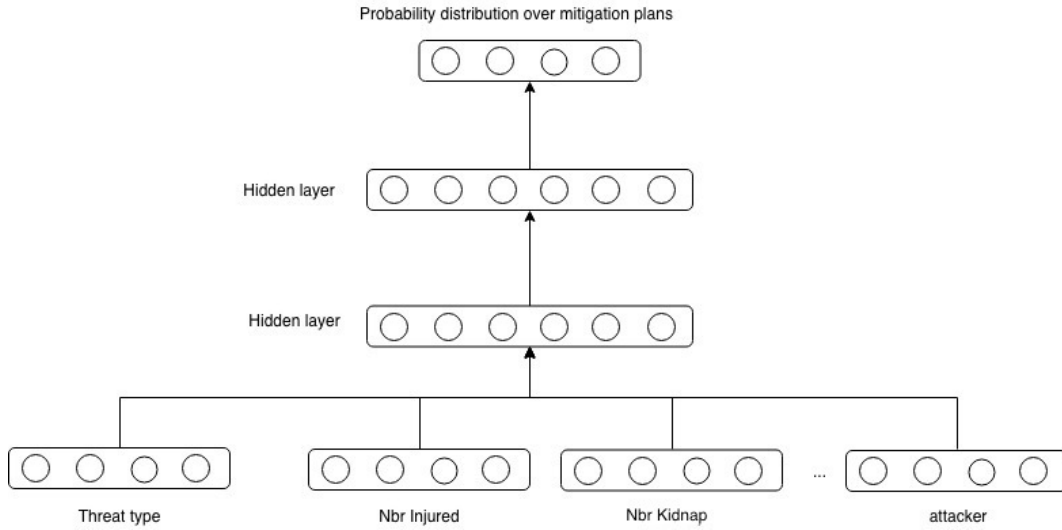 Probability distribution over mitigation plans
Hidden layer
Hidden layer
...
Threat type
Nbr Injured
Nbr Kidnap
attacker